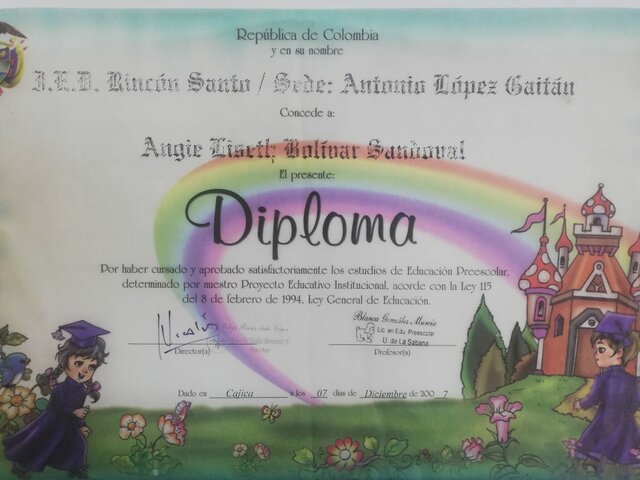 República de Colombia
y en su nombre
I.E.D. Rincón Santo / Sede: Antonio López Gaitán
Concede a:
Angie Liseth Bolívar Sandoval
El presente:
Diploma
Por haber cursado y aprobado satisfactoriamente los estudios de Educación Preescolar,
determinado por nuestro Proyecto Educativo Institucional, acorde con la Ley 115
del 8 de febrero de 1994, Ley General de Educación.
Director(a)
Rector
Blanca Gonzáles Murcia
Lic en Edu. Preescolar
U. de La Sabana
Profesor(a)
Dado en Cajica a los 07 días de Diciembre de 2007